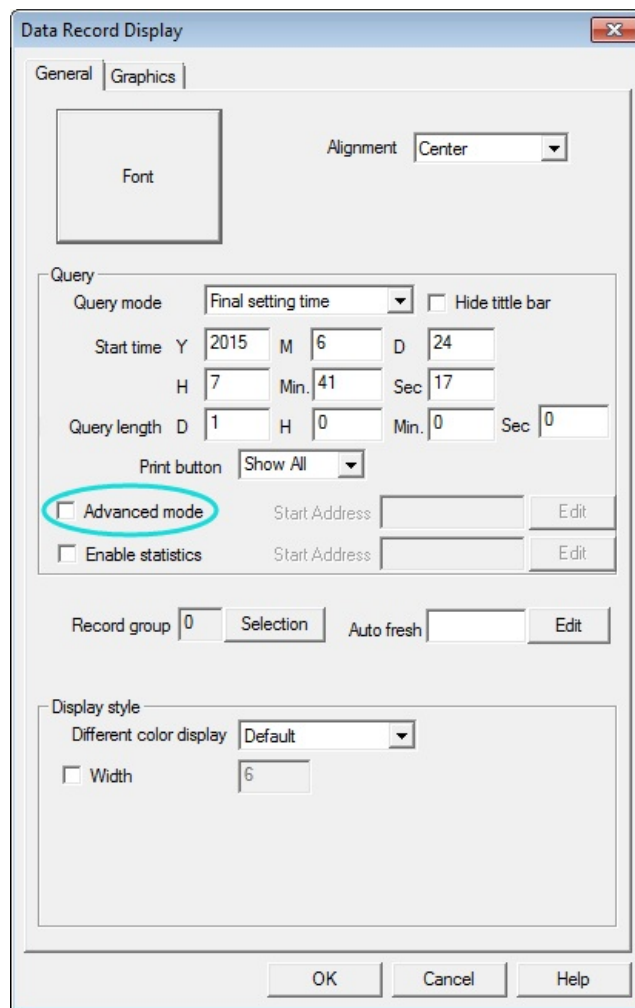 Data Record Display
General Graphics
Font
Alignment Center
Query
Query mode Final setting time Hide tittle bar
Start time Y 2015 M 6 D 24
H 7 Min. 41 Sec 17
Query length D 1 H 0 Min. 0 Sec 0
Print button Show All
Advanced mode Start Address Edit
Enable statistics Start Address Edit
Record group 0 Selection Auto fresh Edit
Display style
Different color display Default
Width 6
OK Cancel Help